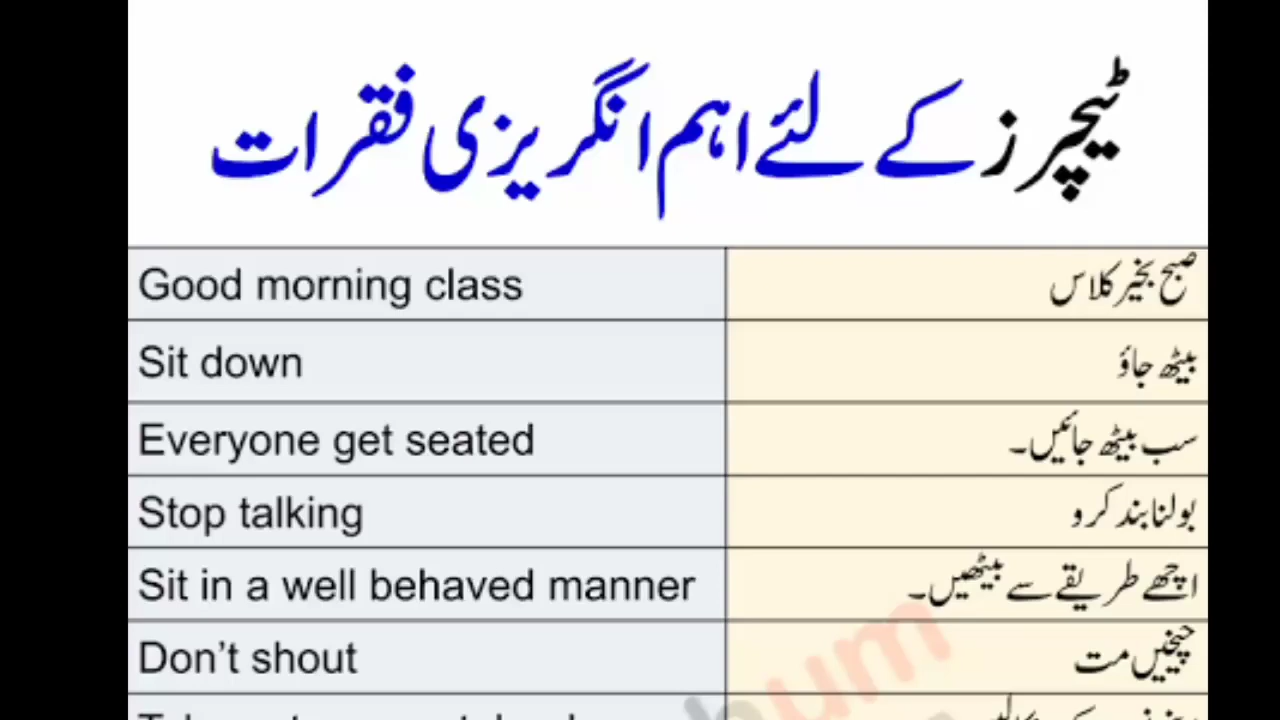 ٹیچرز کے لئے اہم انگریزی فقرات
Good morning class صبح بخیر کلاس
Sit down بیٹھ جاؤ
Everyone get seated سب بیٹھ جائیں۔
Stop talking بولنا بند کرو
Sit in a well behaved manner اچھے طریقے سے بیٹھیں۔
Don’t shout چیخیں مت